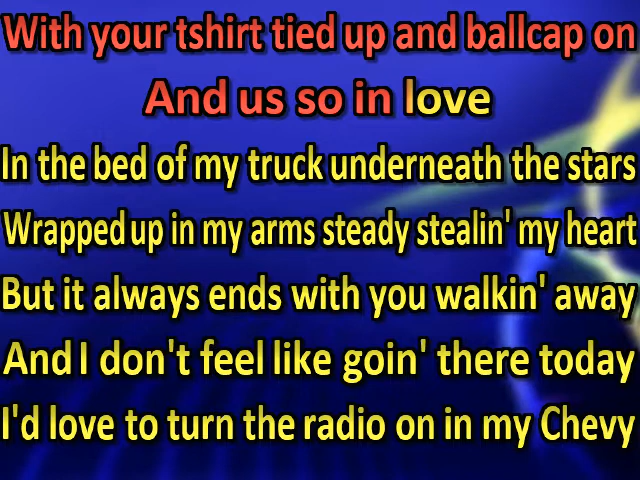 With your tshirt tied up and ballcap on
And us so in love
In the bed of my truck underneath the stars
Wrapped up in my arms steady stealin' my heart
But it always ends with you walkin' away
And I don't feel like goin' there today
I'd love to turn the radio on in my Chevy